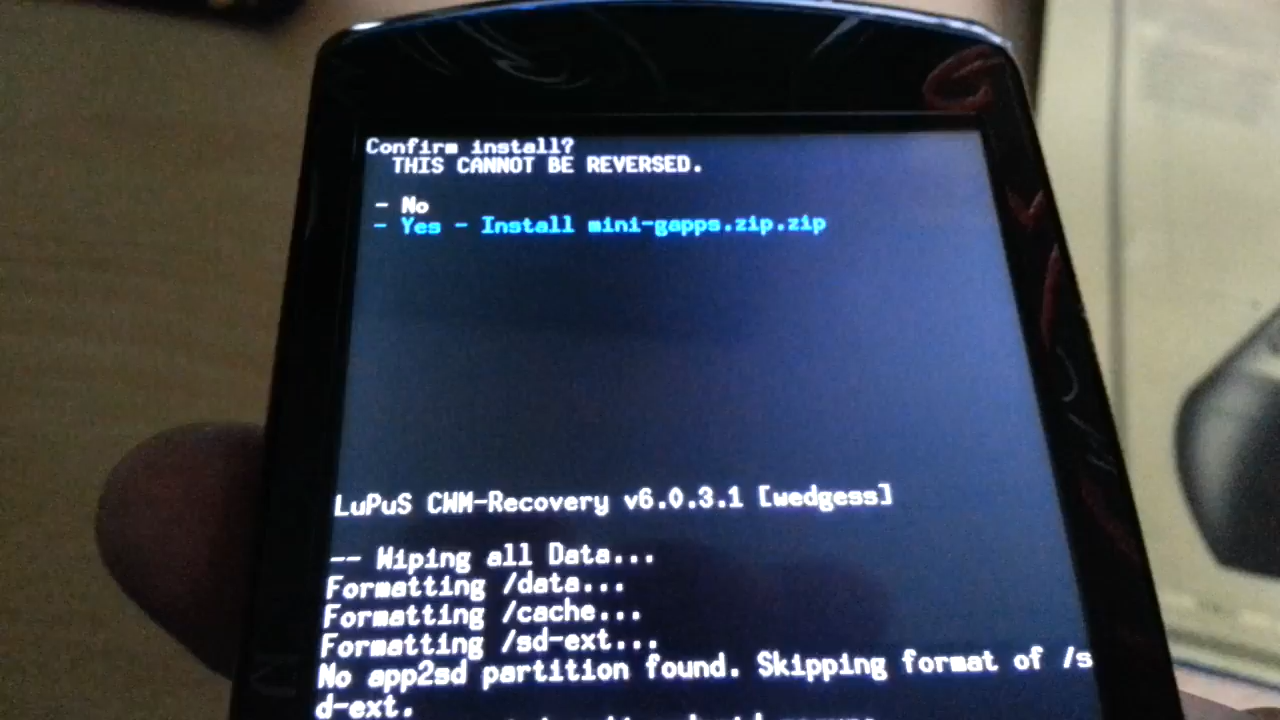 Confirm install?
THIS CANNOT BE REVERSED.
- No
- Yes - Install mini-gapps.zip.zip
LuPuS CWM-Recovery v6.0.3.1 [wedgess]
-- Wiping all Data...
Formatting /data...
Formatting /cache...
Formatting /sd-ext...
No app2sd partition found. Skipping format of /s
d-ext.